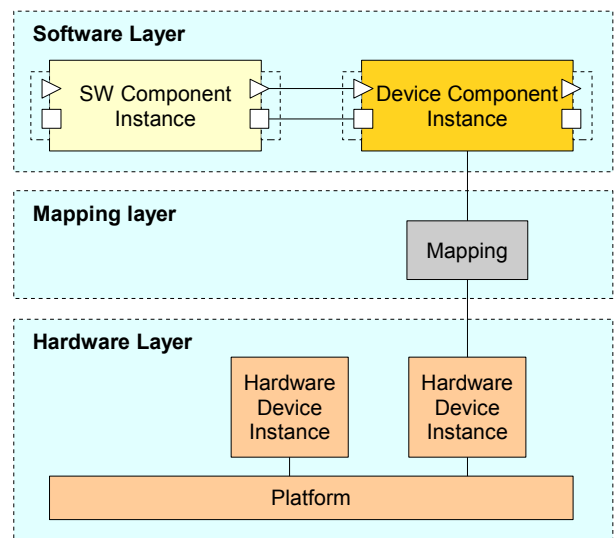 Software Layer
SW Component
Instance
Device Component
Instance
Mapping layer
Mapping
Hardware Layer
Hardware
Device
Instance
Hardware
Device
Instance
Platform